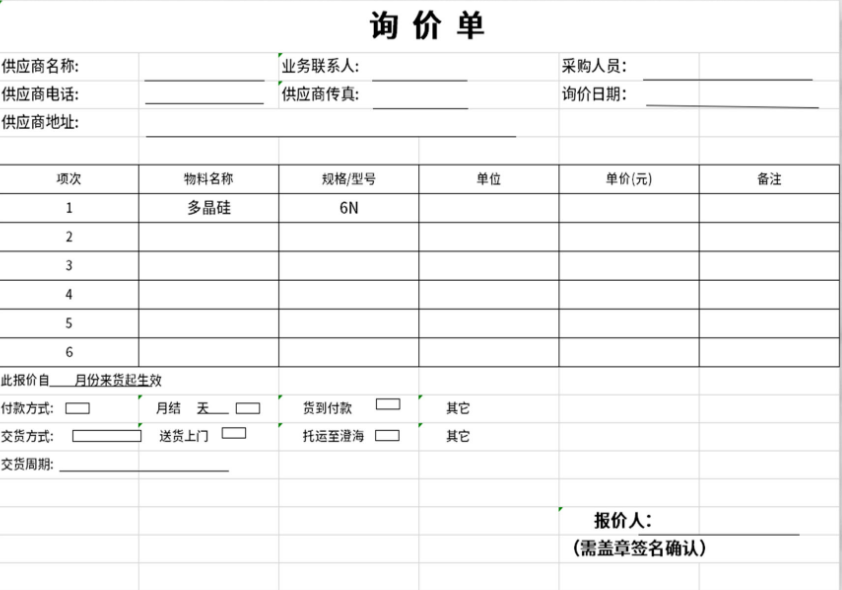 询价单
供应商名称: 业务联系人: 采购人员:
供应商电话: 供应商传真: 询价日期:
供应商地址:
项次 物料名称 规格/型号 单位 单价(元) 备注
1 多晶硅 6N
2
3
4
5
6
此报价自 月份来货起生效
付款方式: 月结 天 货到付款 其它
交货方式: 送货上门 托运至澄海 其它
交货周期:
报价人:
(需盖章签名确认)